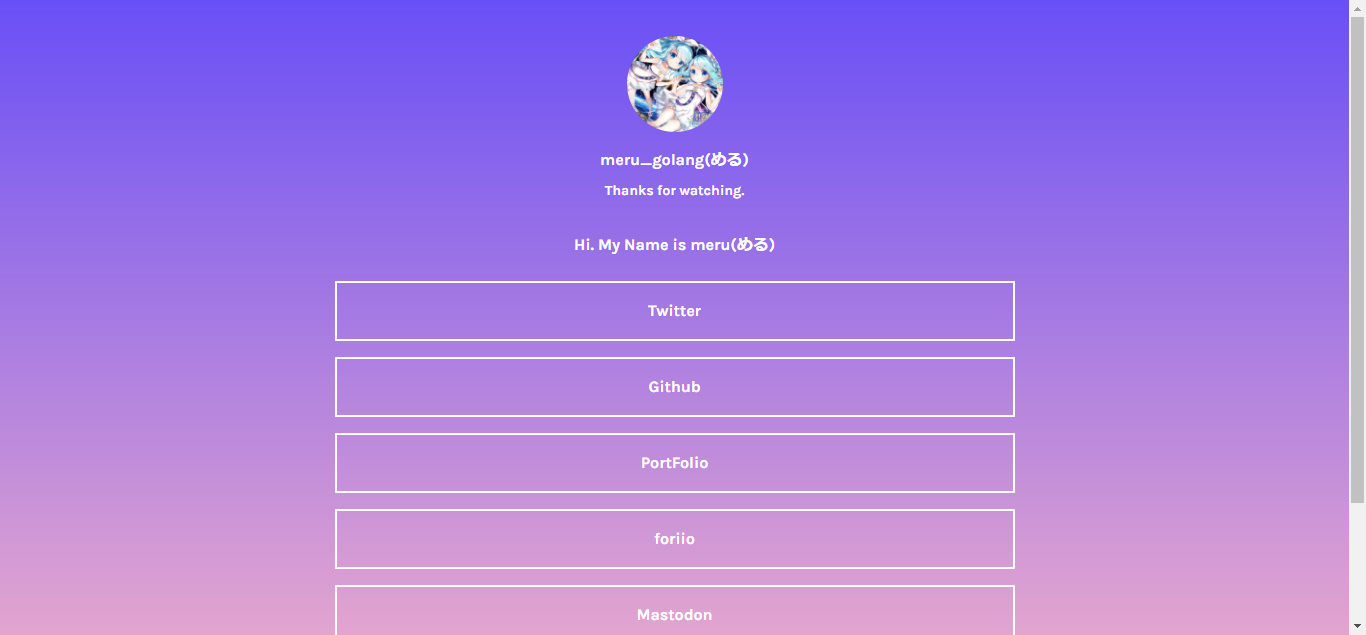 meru_golang(める)
Thanks for watching.
Hi. My Name is meru(める)
Twitter
Github
PortFolio
foriio
Mastodon